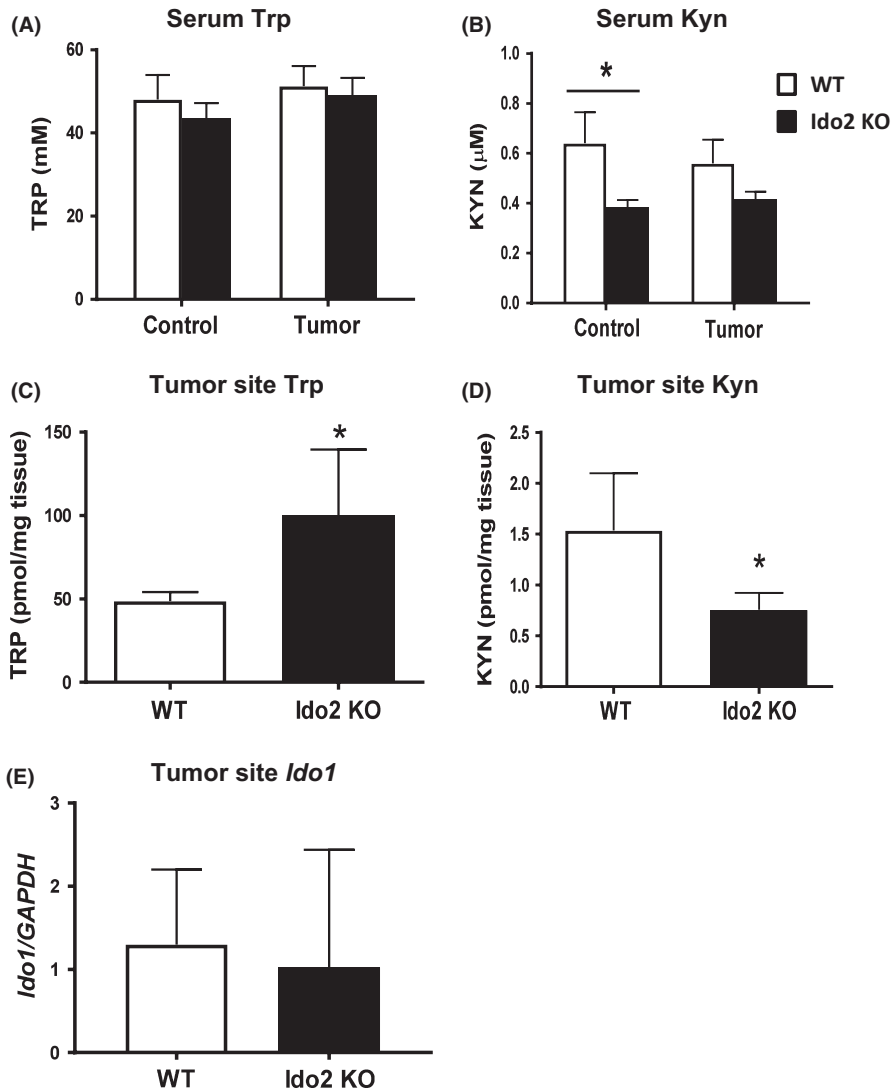 (A)
Serum Trp
TRP (mM)
60
40
20
0
Control
Tumor
(B)
Serum Kyn
KYN (μM)
1.0
0.8
0.6
0.4
0.2
0.0
*
Control
Tumor
WT
Ido2 KO
(C)
Tumor site Trp
TRP (pmol/mg tissue)
150
100
50
0
*
WT
Ido2 KO
(D)
Tumor site Kyn
KYN (pmol/mg tissue)
2.5
2.0
1.5
1.0
0.5
0.0
*
WT
Ido2 KO
(E)
Tumor site Ido1
Ido1/GAPDH
3
2
1
0
WT
Ido2 KO